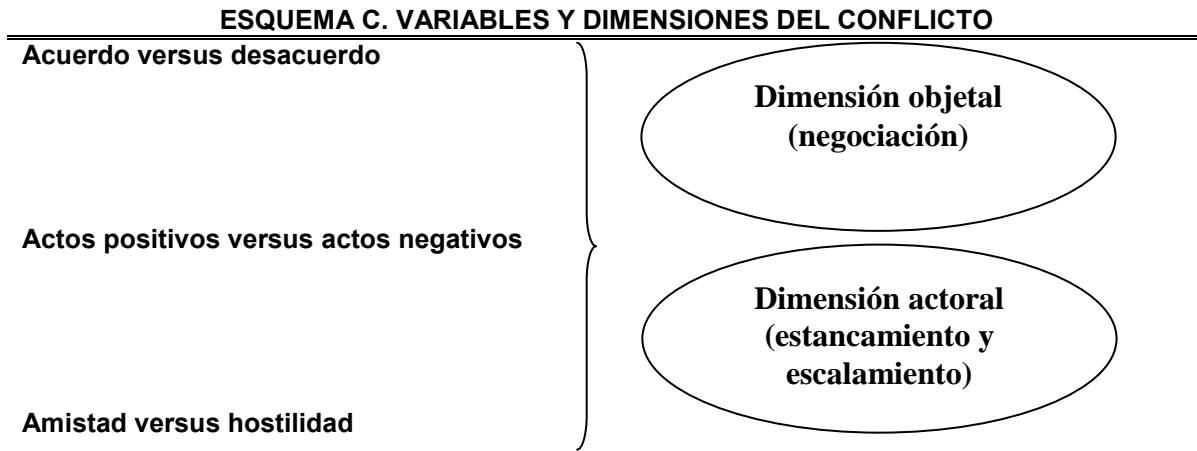 ESQUEMA C. VARIABLES Y DIMENSIONES DEL CONFLICTO
Acuerdo versus desacuerdo
Dimensión objetal
(negociación)
Actos positivos versus actos negativos
Dimensión actoral
(estancamiento y
escalamiento)
Amistad versus hostilidad